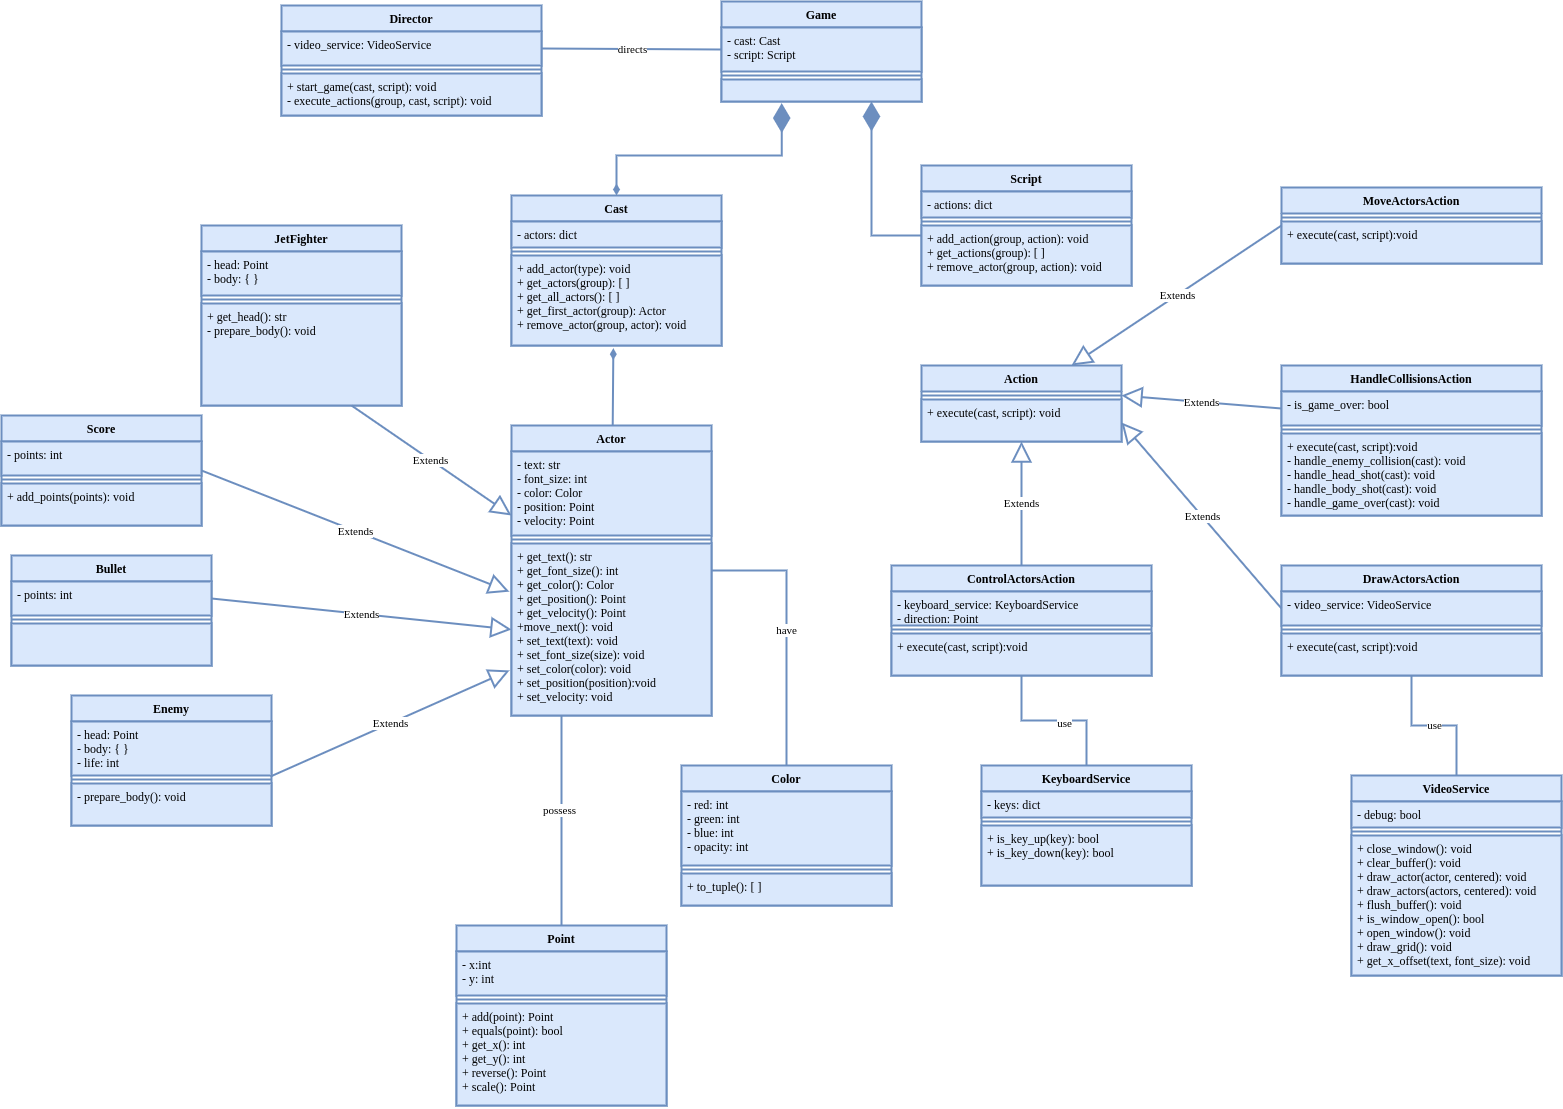 Director
- video_service: VideoService
+ start_game(cast, script): void
- execute_actions(group, cast, script): void
directs
Game
- cast: Cast
- script: Script
Script
- actions: dict
+ add_action(group, action): void
+ get_actions(group): [ ]
+ remove_actor(group, action): void
MoveActorsAction
+ execute(cast, script):void
Cast
- actors: dict
+ add_actor(type): void
+ get_actors(group): [ ]
+ get_all_actors(): [ ]
+ get_first_actor(group): Actor
+ remove_actor(group, actor): void
JetFighter
- head: Point
- body: { }
+ get_head(): str
- prepare_body(): void
Extends
Action
+ execute(cast, script): void
Extends
HandleCollisionsAction
- is_game_over: bool
+ execute(cast, script):void
- handle_enemy_collision(cast): void
- handle_head_shot(cast): void
- handle_body_shot(cast): void
- handle_game_over(cast): void
Score
- points: int
+ add_points(points): void
Extends
Extends
Actor
- text: str
- font_size: int
- color: Color
- position: Point
- velocity: Point
+ get_text(): str
+ get_font_size(): int
+ get_color(): Color
+ get_position(): Point
+ get_velocity(): Point
+move_next(): void
+ set_text(text): void
+ set_font_size(size): void
+ set_color(color): void
+ set_position(position):void
+ set_velocity: void
Extends
Extends
Bullet
- points: int
Extends
ControlActorsAction
- keyboard_service: KeyboardService
- direction: Point
+ execute(cast, script):void
DrawActorsAction
- video_service: VideoService
+ execute(cast, script):void
have
Enemy
- head: Point
- body: { }
- life: int
- prepare_body(): void
Extends
use
use
possess
Color
- red: int
- green: int
- blue: int
- opacity: int
+ to_tuple(): [ ]
KeyboardService
- keys: dict
+ is_key_up(key): bool
+ is_key_down(key): bool
VideoService
- debug: bool
+ close_window(): void
+ clear_buffer(): void
+ draw_actor(actor, centered): void
+ draw_actors(actors, centered): void
+ flush_buffer(): void
+ is_window_open(): bool
+ open_window(): void
+ draw_grid(): void
+ get_x_offset(text, font_size): void
Point
- x:int
- y: int
+ add(point): Point
+ equals(point): bool
+ get_x(): int
+ get_y(): int
+ reverse(): Point
+ scale(): Point